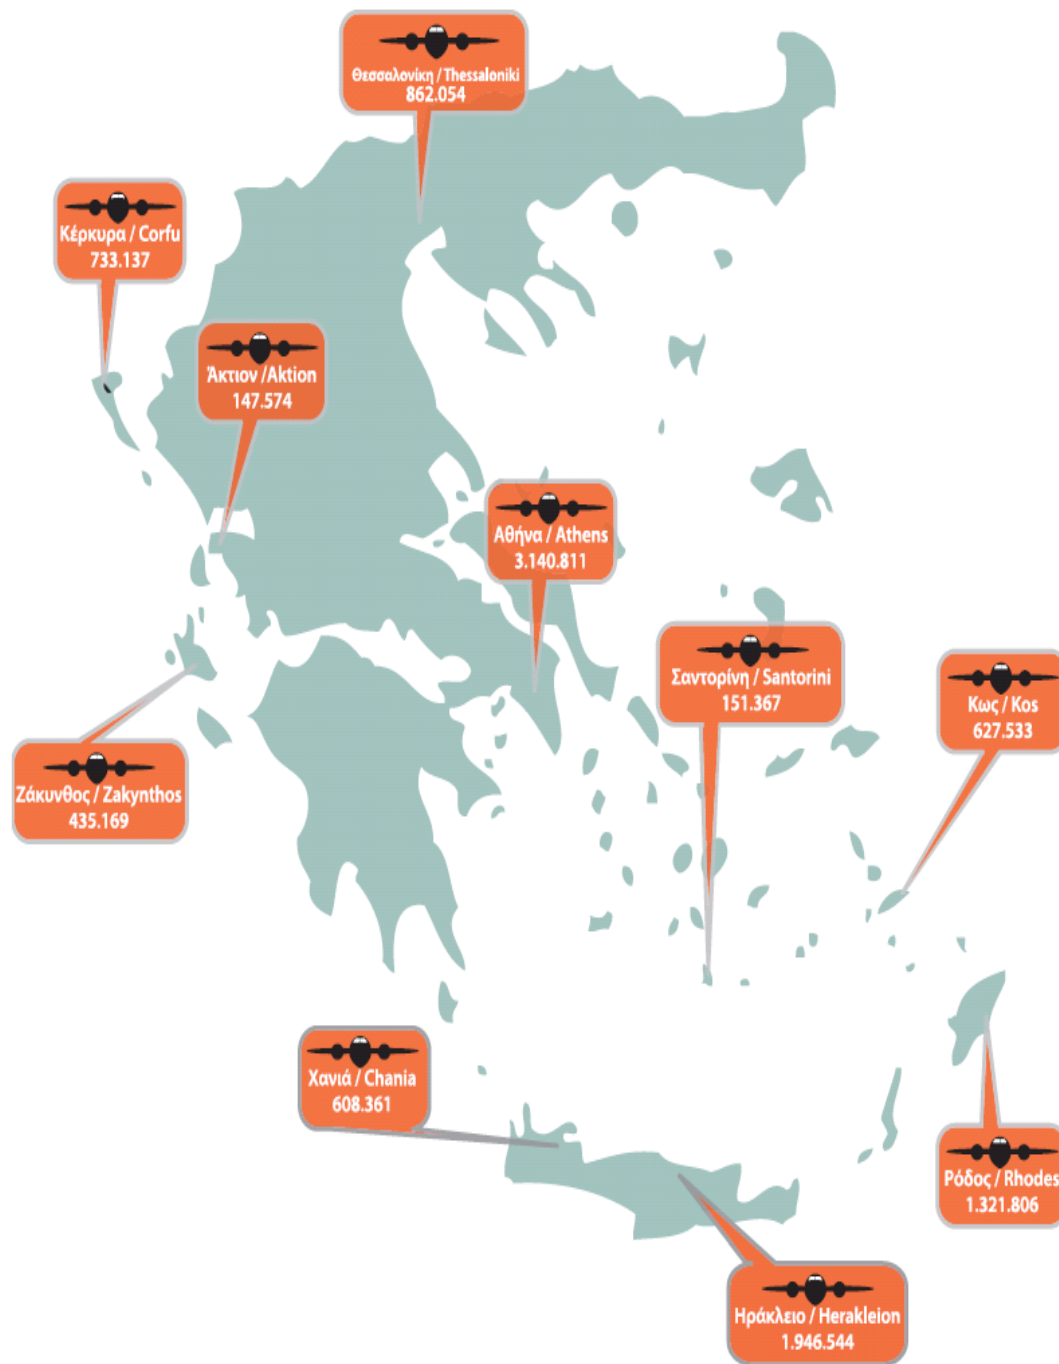 Θεσσαλονίκη / Thessaloniki
862.054
Κέρκυρα / Corfu
733.137
Άκτιον /Aktion
147.574
Αθήνα / Athens
3.140.811
Σαντορίνη / Santorini
151.367
Κως / Kos
627.533
Ζάκυνθος / Zakynthos
435.169
Χανιά / Chania
608.361
Ρόδος / Rhodes
1.321.806
Ηράκλειο / Herakleion
1.946.544